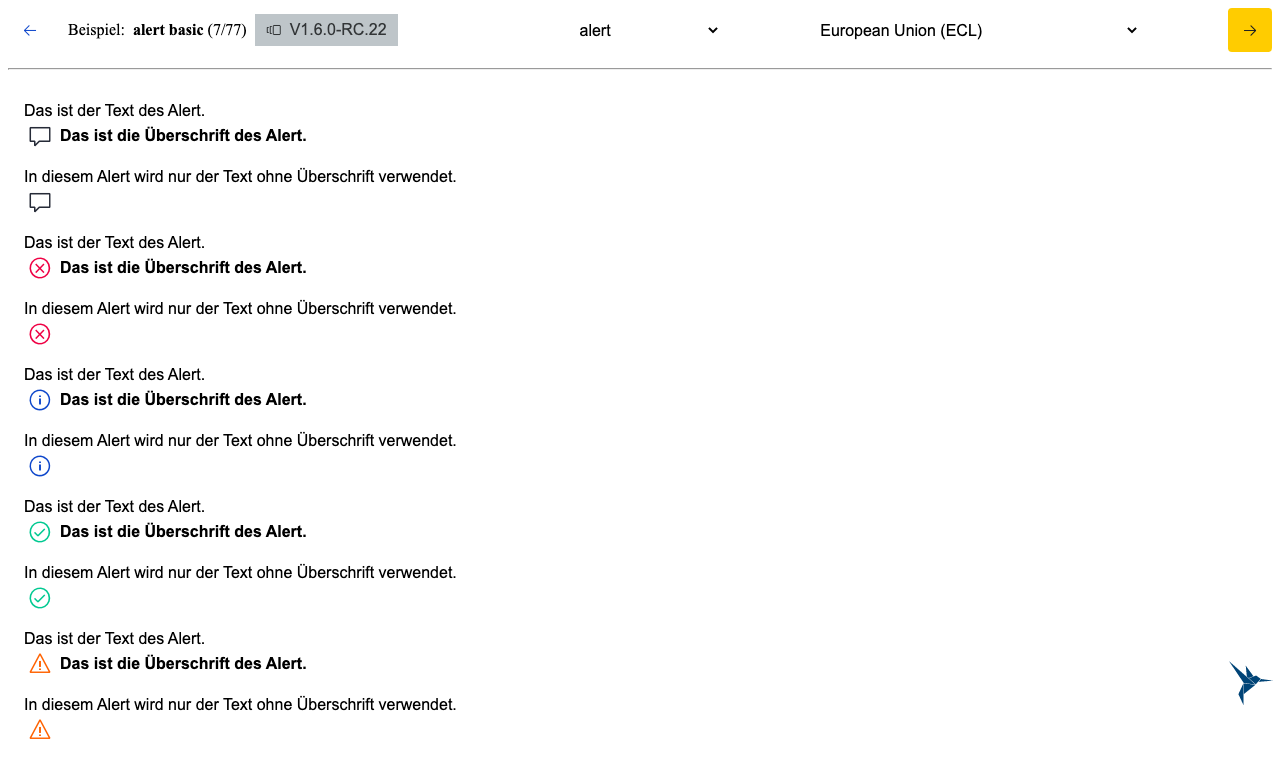 Beispiel: alert basic (7/77) V1.6.0-RC.22 alert European Union (ECL)
Das ist der Text des Alert.
Das ist die Überschrift des Alert.
In diesem Alert wird nur der Text ohne Überschrift verwendet.
Das ist der Text des Alert.
Das ist die Überschrift des Alert.
In diesem Alert wird nur der Text ohne Überschrift verwendet.
Das ist der Text des Alert.
Das ist die Überschrift des Alert.
In diesem Alert wird nur der Text ohne Überschrift verwendet.
Das ist der Text des Alert.
Das ist die Überschrift des Alert.
In diesem Alert wird nur der Text ohne Überschrift verwendet.
Das ist der Text des Alert.
Das ist die Überschrift des Alert.
In diesem Alert wird nur der Text ohne Überschrift verwendet.